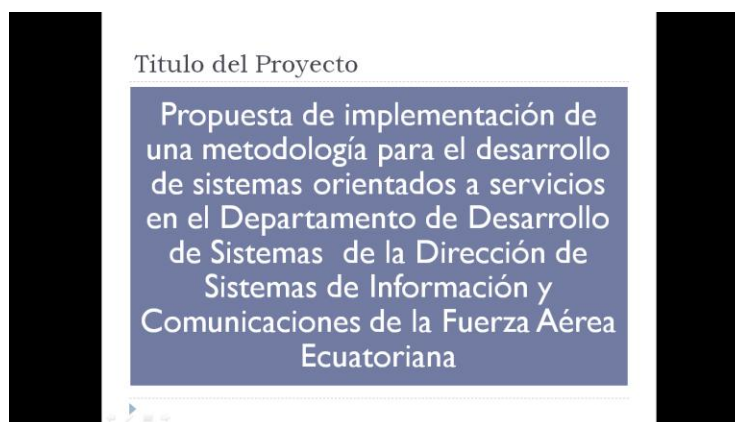 Titulo del Proyecto
Propuesta de implementación de
una metodología para el desarrollo
de sistemas orientados a servicios
en el Departamento de Desarrollo
de Sistemas de la Dirección de
Sistemas de Información y
Comunicaciones de la Fuerza Aérea
Ecuatoriana